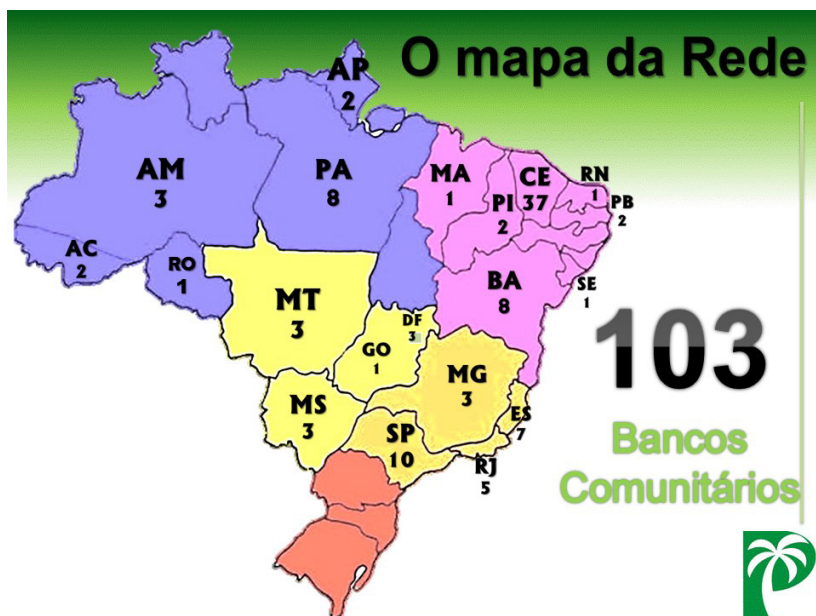 O mapa da Rede
AP
2
AM
3
PA
8
MA
1
CE
37
RN
1
PI
2
PB
2
AC
2
RO
1
BA
8
SE
1
MT
3
DF
3
GO
1
MG
3
MS
3
ES
7
SP
10
RJ
5
103
Bancos
Comunitários